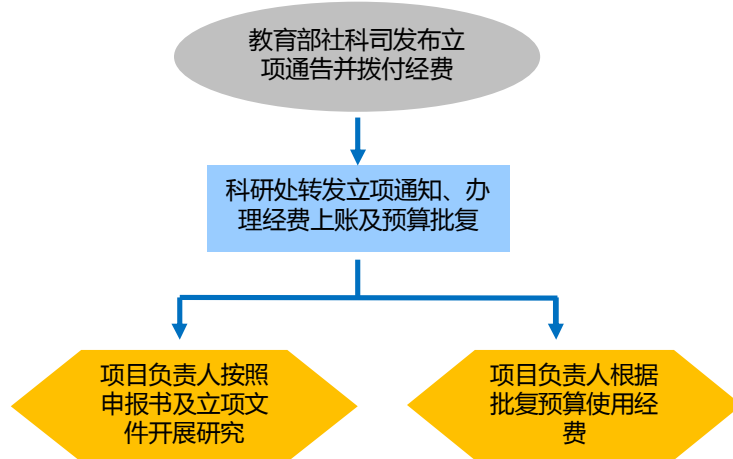 教育部社科司发布立
项通告并拨付经费
科研处转发立项通知、办
理经费上账及预算批复
项目负责人按照
申报书及立项文
件开展研究
项目负责人根据
批复预算使用经
费